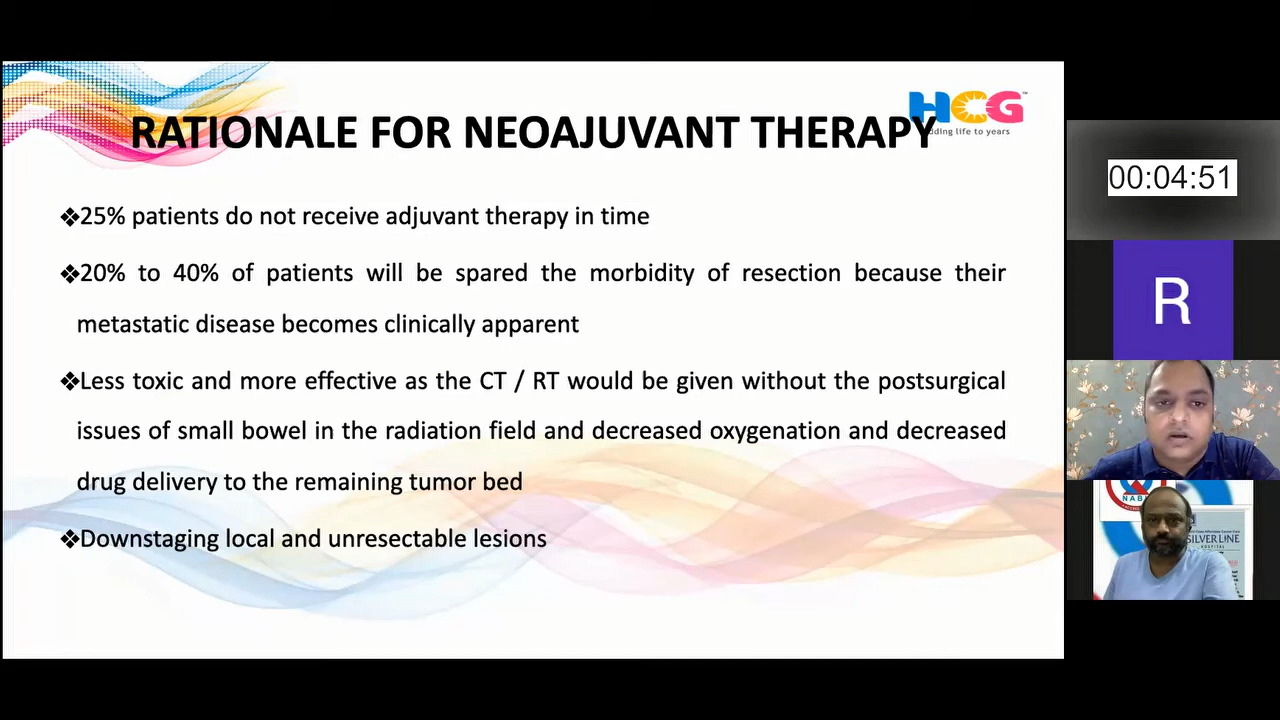 HCG
adding life to years
RATIONALE FOR NEOAJUVANT THERAPY
❖25% patients do not receive adjuvant therapy in time
❖20% to 40% of patients will be spared the morbidity of resection because their
metastatic disease becomes clinically apparent
❖Less toxic and more effective as the CT / RT would be given without the postsurgical
issues of small bowel in the radiation field and decreased oxygenation and decreased
drug delivery to the remaining tumor bed
❖Downstaging local and unresectable lesions
00:04:51
R
NAB
SILVER LINE
HOSPITAL